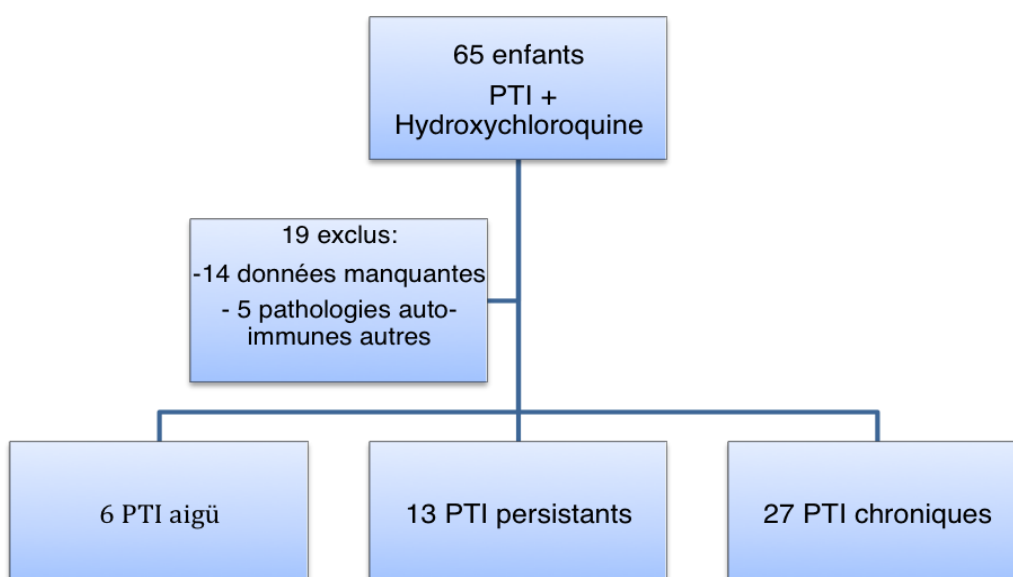 65 enfants
PTI +
Hydroxychloroquine
19 exclus:
-14 données manquantes
- 5 pathologies auto-
immunes autres
6 PTI aigü
13 PTI persistants
27 PTI chroniques